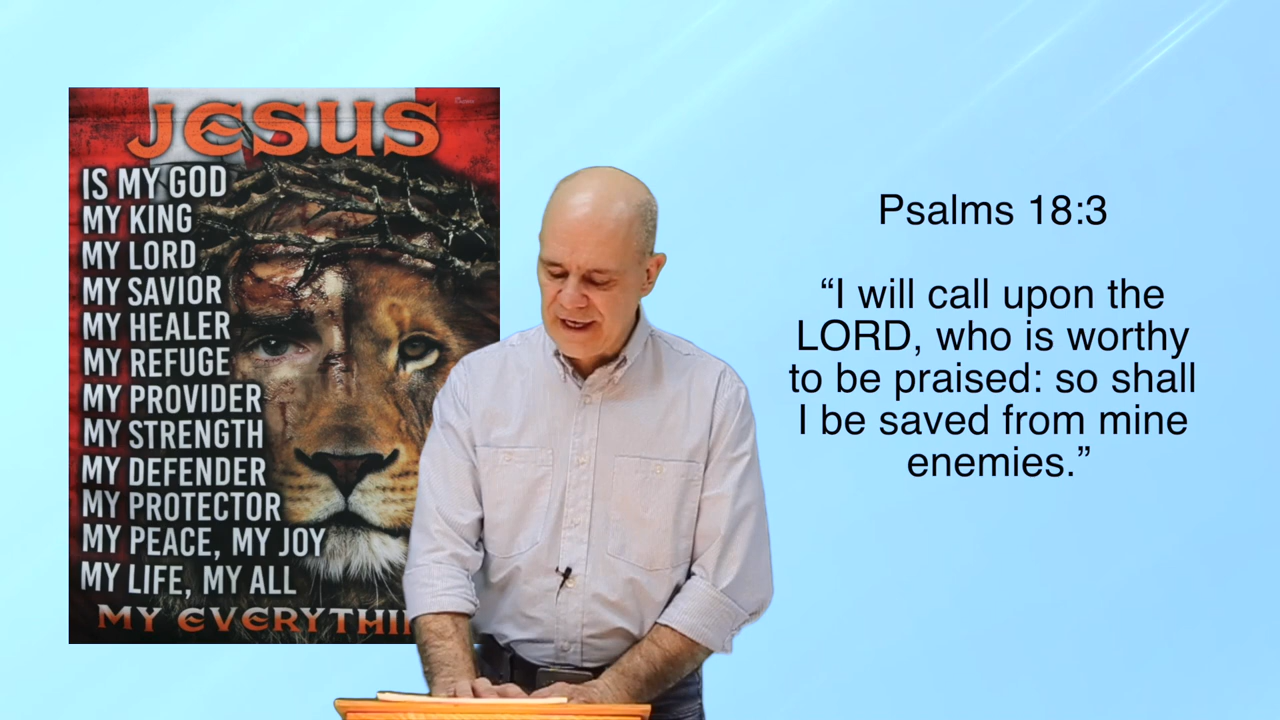 JESUS
IS MY GOD
MY KING
MY LORD
MY SAVIOR
MY HEALER
MY REFUGE
MY PROVIDER
MY STRENGTH
MY DEFENDER
MY PROTECTOR
MY PEACE, MY JOY
MY LIFE, MY ALL
MY EVERYTHI
Psalms 18:3
“I will call upon the
LORD, who is worthy
to be praised: so shall
I be saved from mine
enemies.”